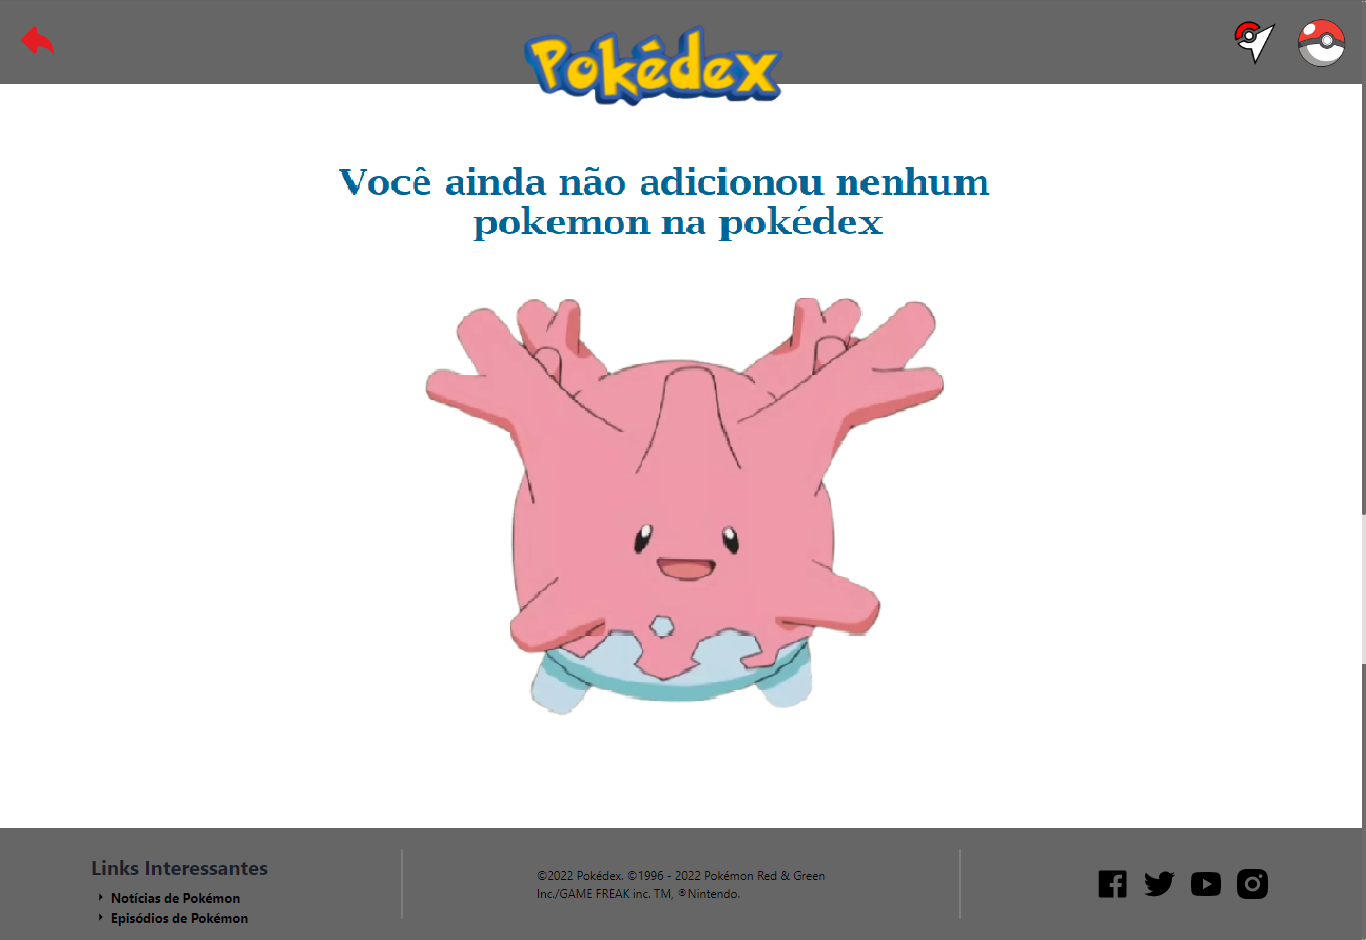 Pokédex
Você ainda não adicionou nenhum
pokemon na pokédex
Links Interessantes
Notícias de Pokémon
Episódios de Pokémon
©2022 Pokédex. ©1996 - 2022 Pokémon Red & Green
Inc./GAME FREAK inc. TM, ®Nintendo.